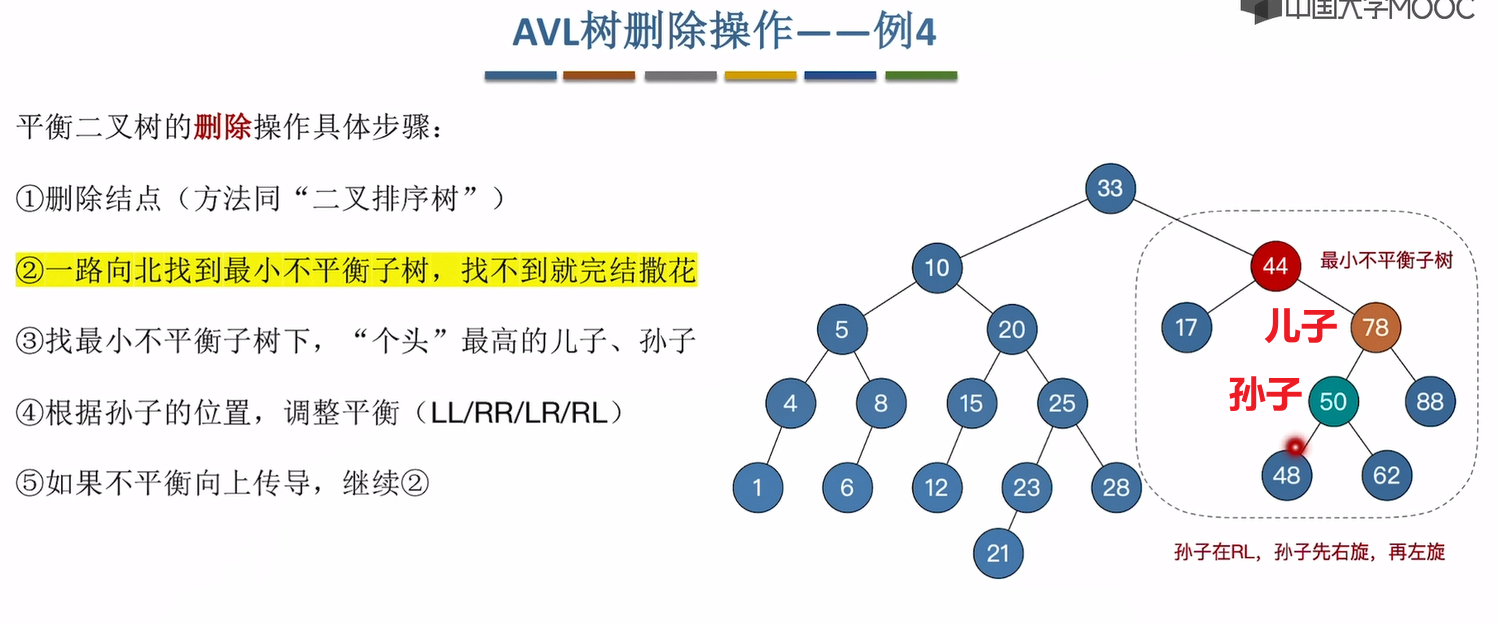 中国大学MOOC
AVL树删除操作——例4
平衡二叉树的删除操作具体步骤：
①删除结点（方法同“二叉排序树”）
②一路向北找到最小不平衡子树，找不到就完结撒花
③找最小不平衡子树下，“个头”最高的儿子、孙子
④根据孙子的位置，调整平衡（LL/RR/LR/RL）
⑤如果不平衡向上传导，继续②
33
10
44
最小不平衡子树
5
20
17
儿子
78
4
8
15
25
孙子
50
88
1
6
12
23
28
48
62
21
孙子在RL，孙子先右旋，再左旋